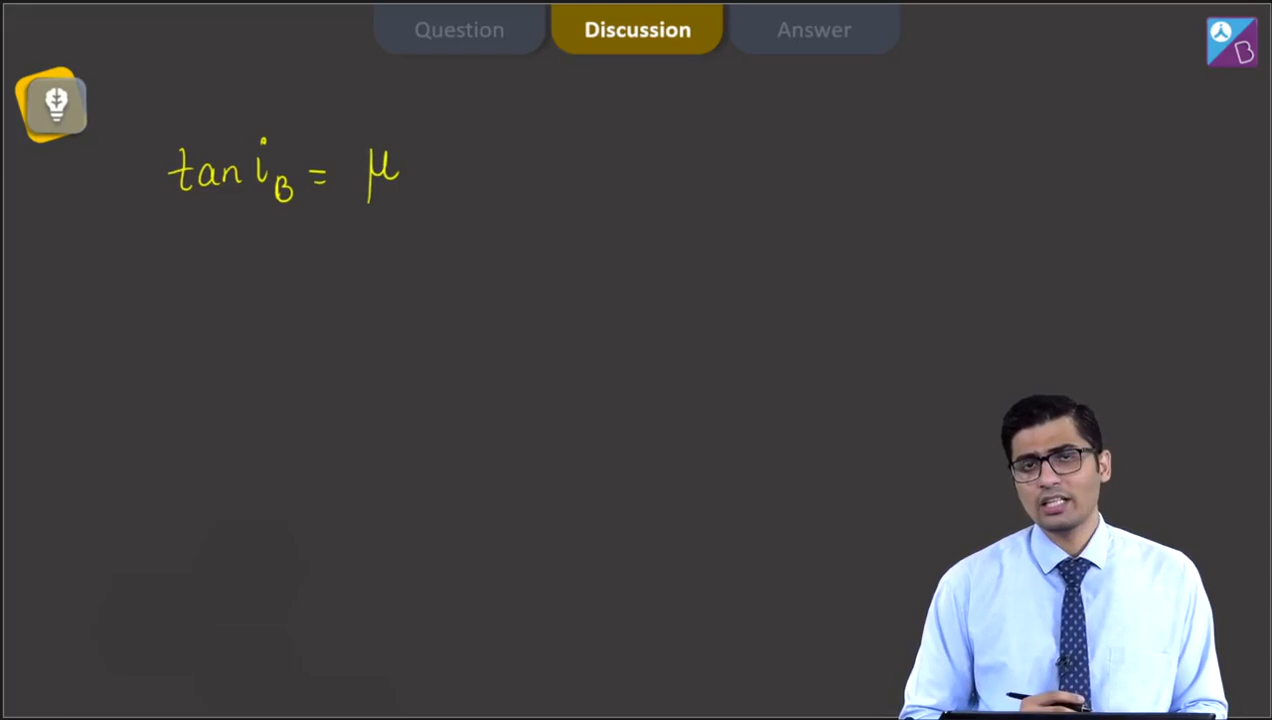 Question Discussion Answer
B
tan i_B = μ